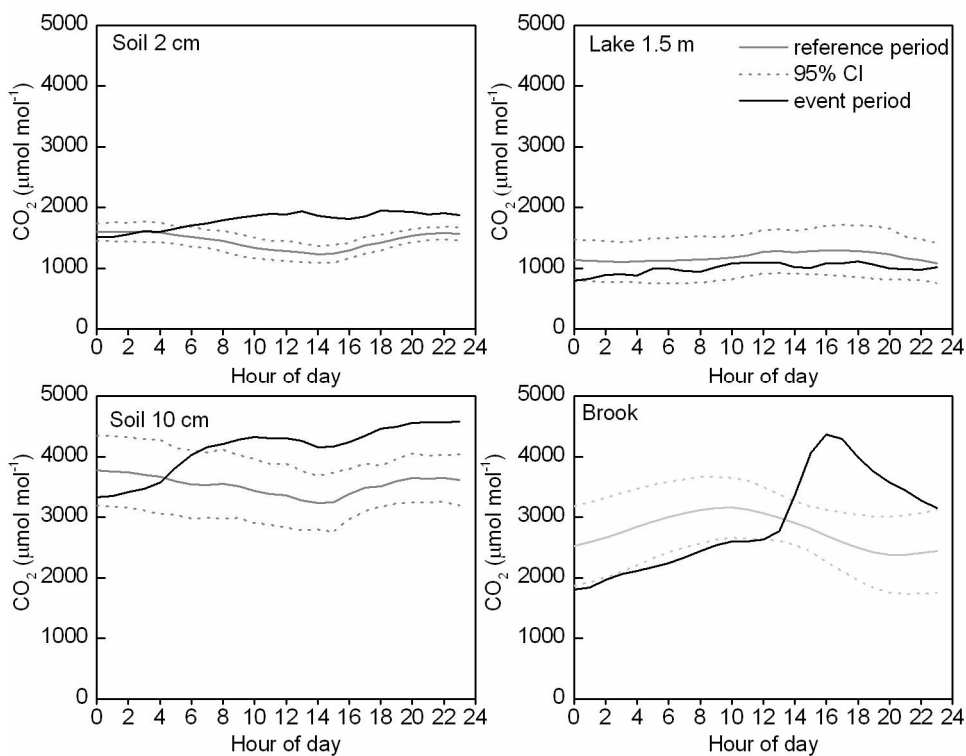 Soil 2 cm
5000
4000
3000
2000
1000
0
CO2 (μmol mol-1)
0 2 4 6 8 10 12 14 16 18 20 22 24
Hour of day
Lake 1.5 m
reference period
95% CI
event period
5000
4000
3000
2000
1000
0
CO2 (μmol mol-1)
0 2 4 6 8 10 12 14 16 18 20 22 24
Hour of day
Soil 10 cm
5000
4000
3000
2000
1000
0
CO2 (μmol mol-1)
0 2 4 6 8 10 12 14 16 18 20 22 24
Hour of day
Brook
5000
4000
3000
2000
1000
0
CO2 (μmol mol-1)
0 2 4 6 8 10 12 14 16 18 20 22 24
Hour of day